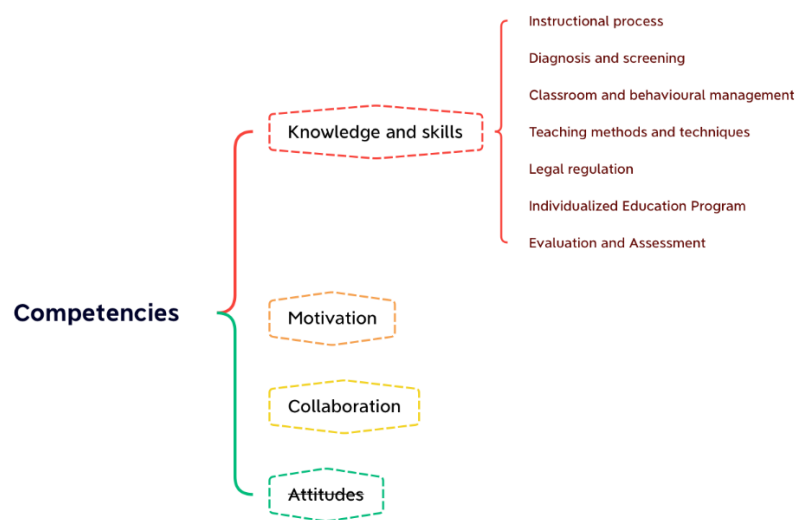 Competencies
Knowledge and skills
Instructional process
Diagnosis and screening
Classroom and behavioural management
Teaching methods and techniques
Legal regulation
Individualized Education Program
Evaluation and Assessment
Motivation
Collaboration
Attitudes